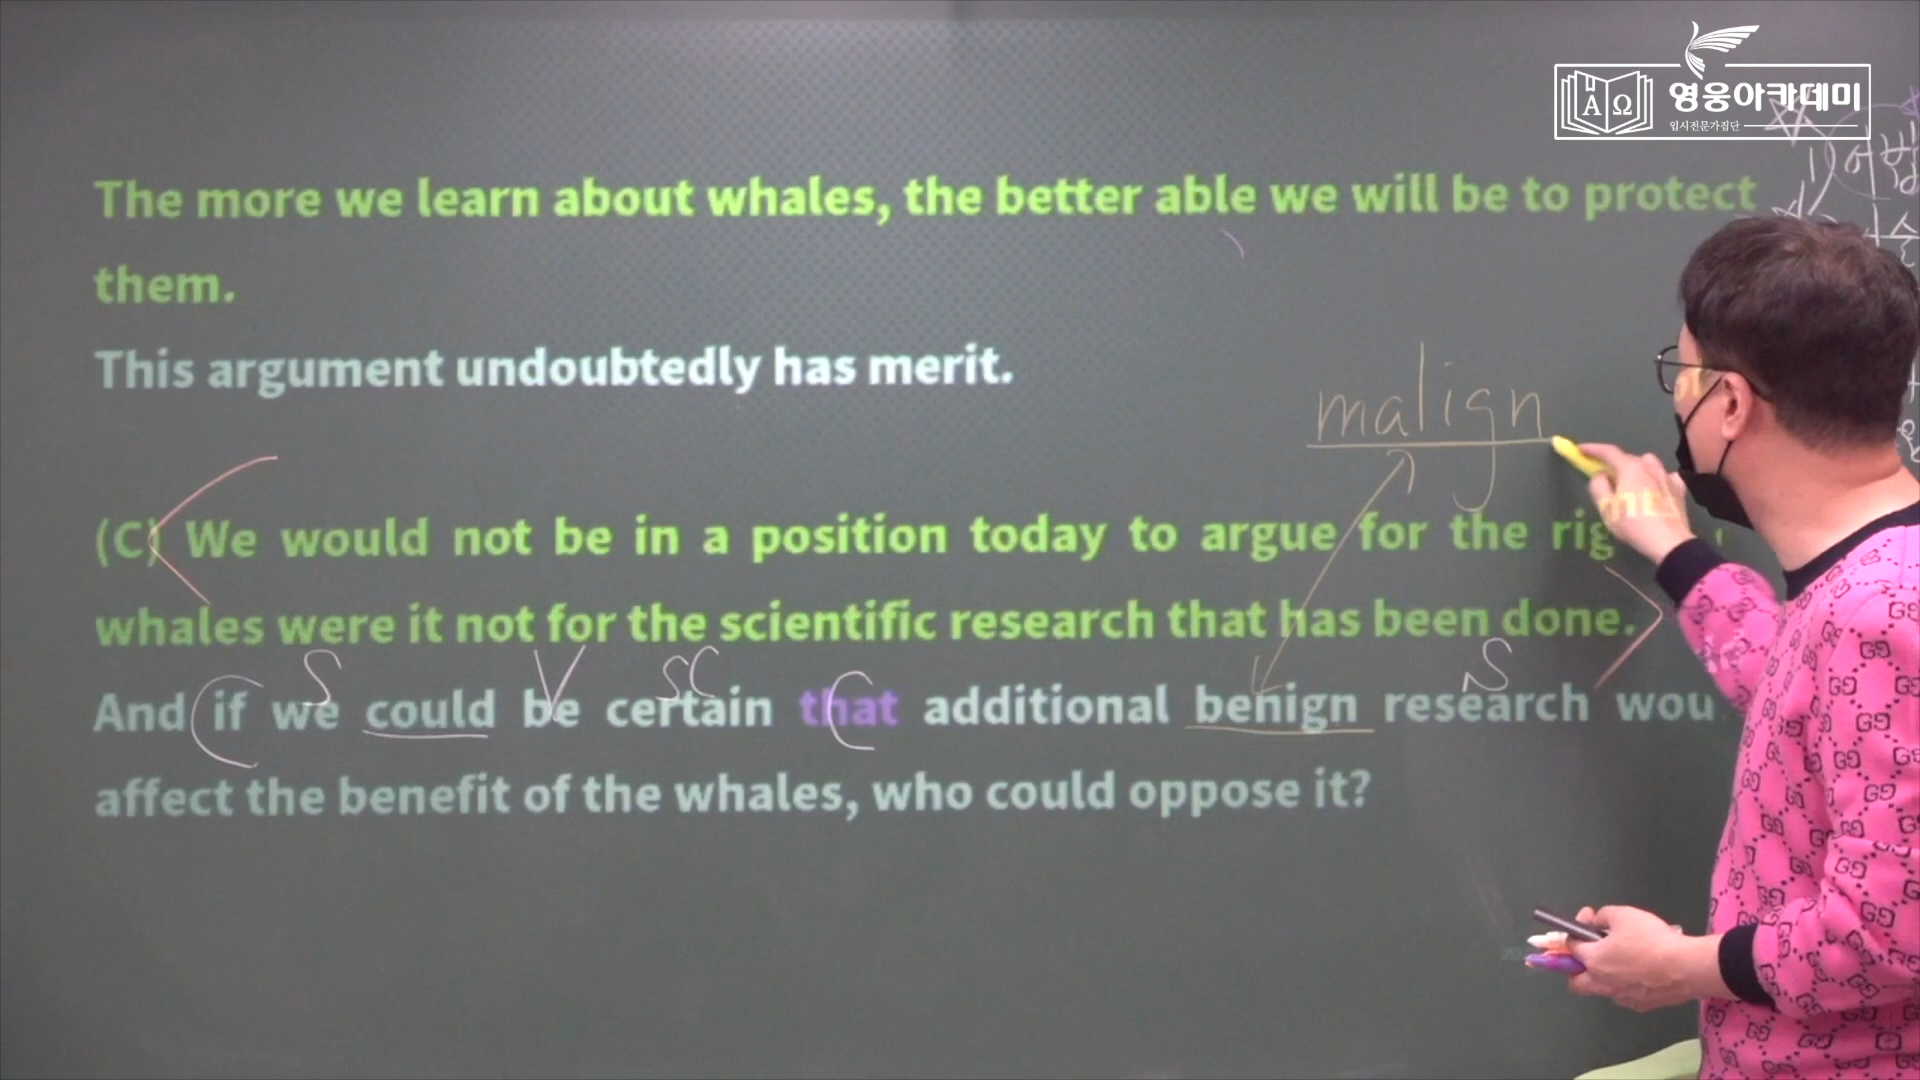 영웅아카데미
입시전문가집단
A Ω
1) 어법
The more we learn about whales, the better able we will be to protect
them.
This argument undoubtedly has merit.
malign
(C) We would not be in a position today to argue for the
whales were it not for the scientific research that has been done.
S V SC S
And if we could be certain that additional benign research
affect the benefit of the whales, who could oppose it?